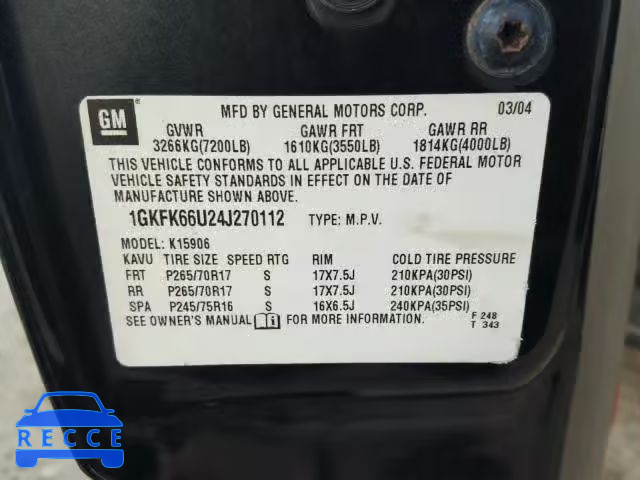 GM ®
MFD BY GENERAL MOTORS CORP. 03/04
GVWR GAWR FRT GAWR RR
3266KG(7200LB) 1610KG(3550LB) 1814KG(4000LB)
THIS VEHICLE CONFORMS TO ALL APPLICABLE U.S. FEDERAL MOTOR
VEHICLE SAFETY STANDARDS IN EFFECT ON THE DATE OF
MANUFACTURE SHOWN ABOVE.
1GKFK66U24J270112 TYPE: M.P.V.
MODEL: K15906
KAVU TIRE SIZE SPEED RTG RIM COLD TIRE PRESSURE
FRT P265/70R17 S 17X7.5J 210KPA(30PSI)
RR P265/70R17 S 17X7.5J 210KPA(30PSI)
SPA P245/75R16 S 16X6.5J 240KPA(35PSI)
SEE OWNER'S MANUAL i FOR MORE INFORMATION. F 248
T 343
RECCE